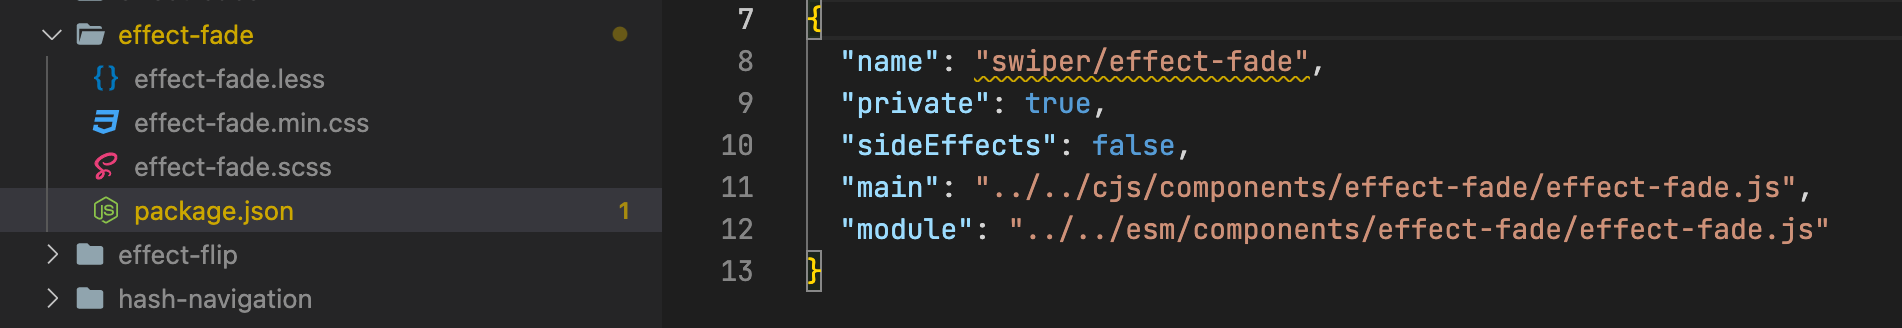 effect-fade
effect-fade.less
effect-fade.min.css
effect-fade.scss
package.json 1
effect-flip
hash-navigation
7 {
8 "name": "swiper/effect-fade",
9 "private": true,
10 "sideEffects": false,
11 "main": "../../cjs/components/effect-fade/effect-fade.js",
12 "module": "../../esm/components/effect-fade/effect-fade.js"
13 }